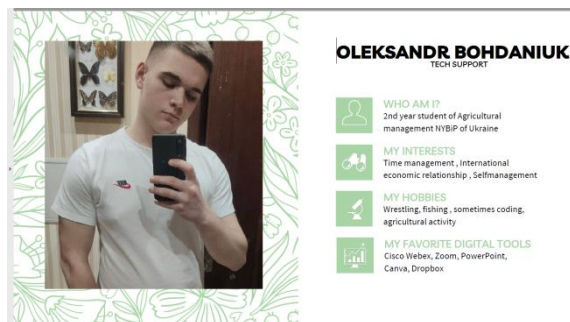 OLEKSANDR BOHDANIUK
TECH SUPPORT
WHO AM I?
2nd year student of Agricultural
management NYBiP of Ukraine
MY INTERESTS
Time management , International
economic relationship , Selfmanagement
MY HOBBIES
Wrestling, fishing , sometimes coding,
agricultural activity
MY FAVORITE DIGITAL TOOLS
Cisco Webex, Zoom, PowerPoint,
Canva, Dropbox